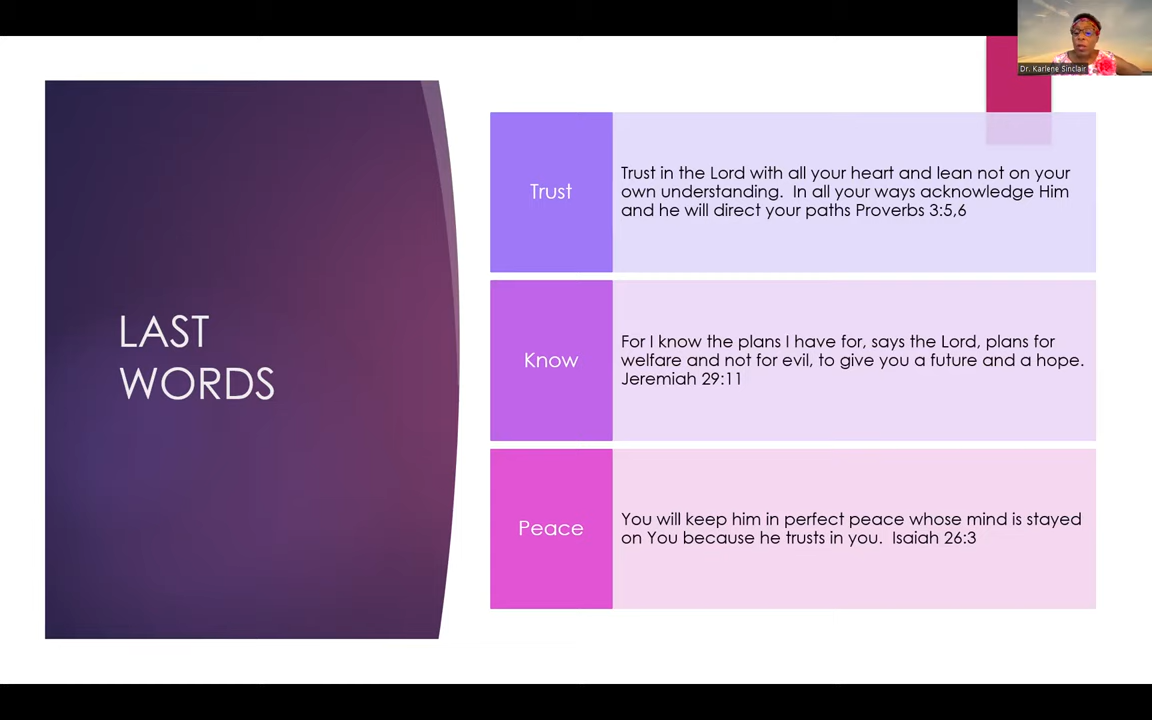 Dr. Karlene Sinclair
LAST
WORDS
Trust
Trust in the Lord with all your heart and lean not on your
own understanding.  In all your ways acknowledge Him
and he will direct your paths Proverbs 3:5,6
Know
For I know the plans I have for, says the Lord, plans for
welfare and not for evil, to give you a future and a hope.
Jeremiah 29:11
Peace
You will keep him in perfect peace whose mind is stayed
on You because he trusts in you.  Isaiah 26:3